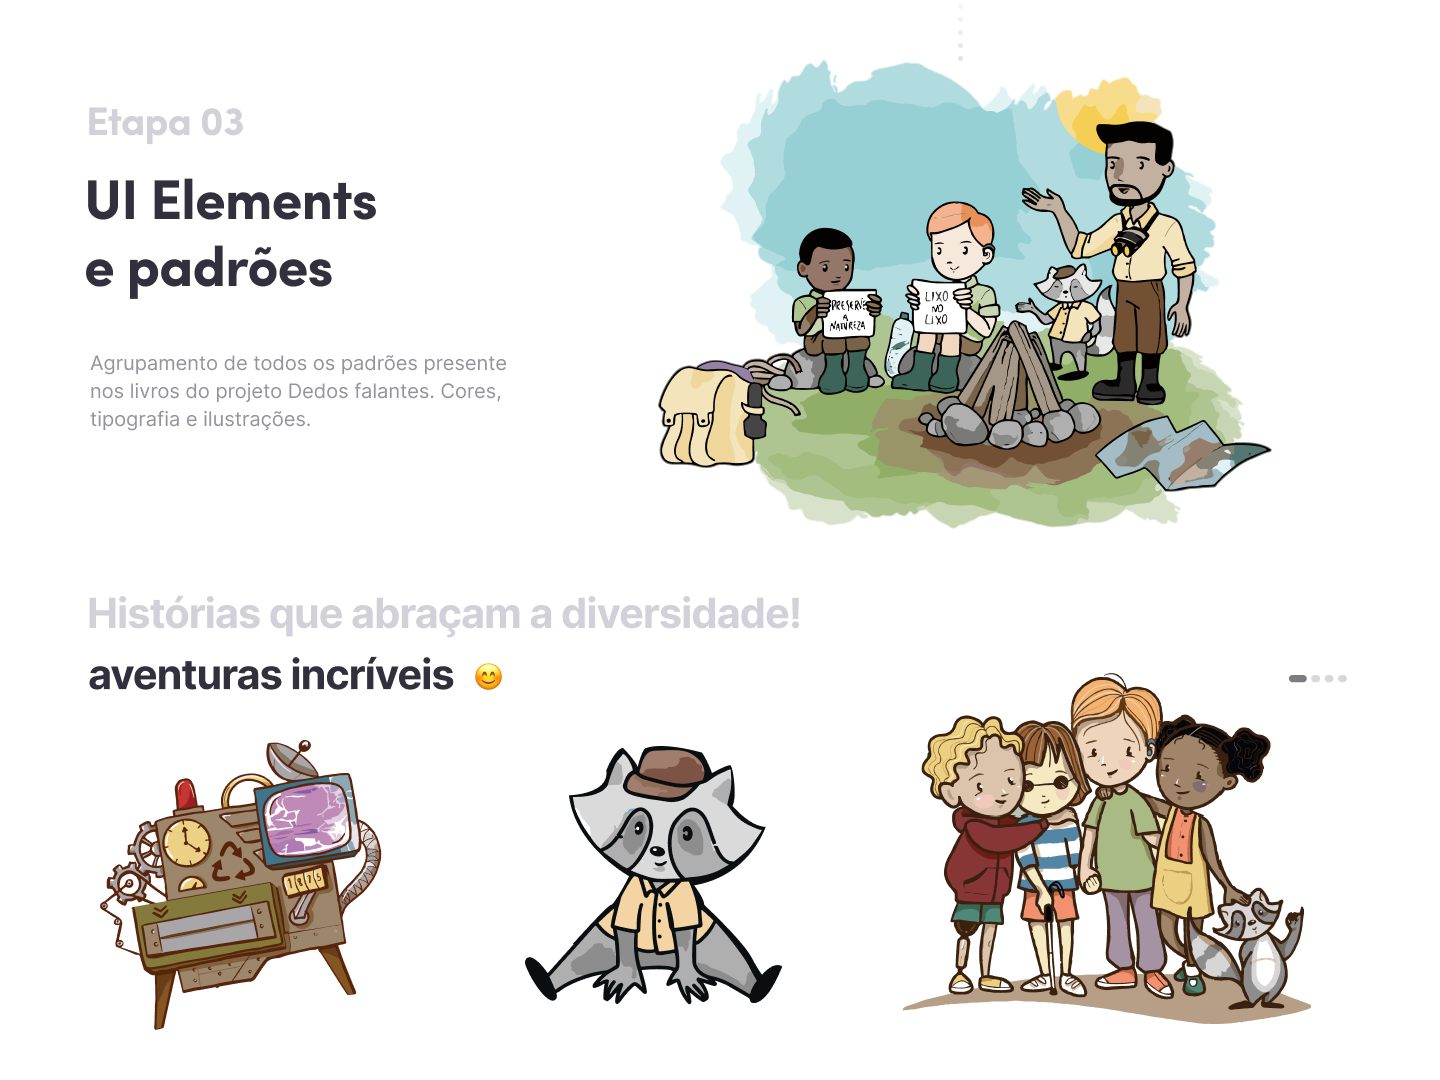 Etapa 03
UI Elements
e padrões
Agrupamento de todos os padrões presente
nos livros do projeto Dedos falantes. Cores,
tipografia e ilustrações.
PRESERVE
A
NATUREZA
LIXO
NO
LIXO
Histórias que abraçam a diversidade!
aventuras incríveis 😊
1875